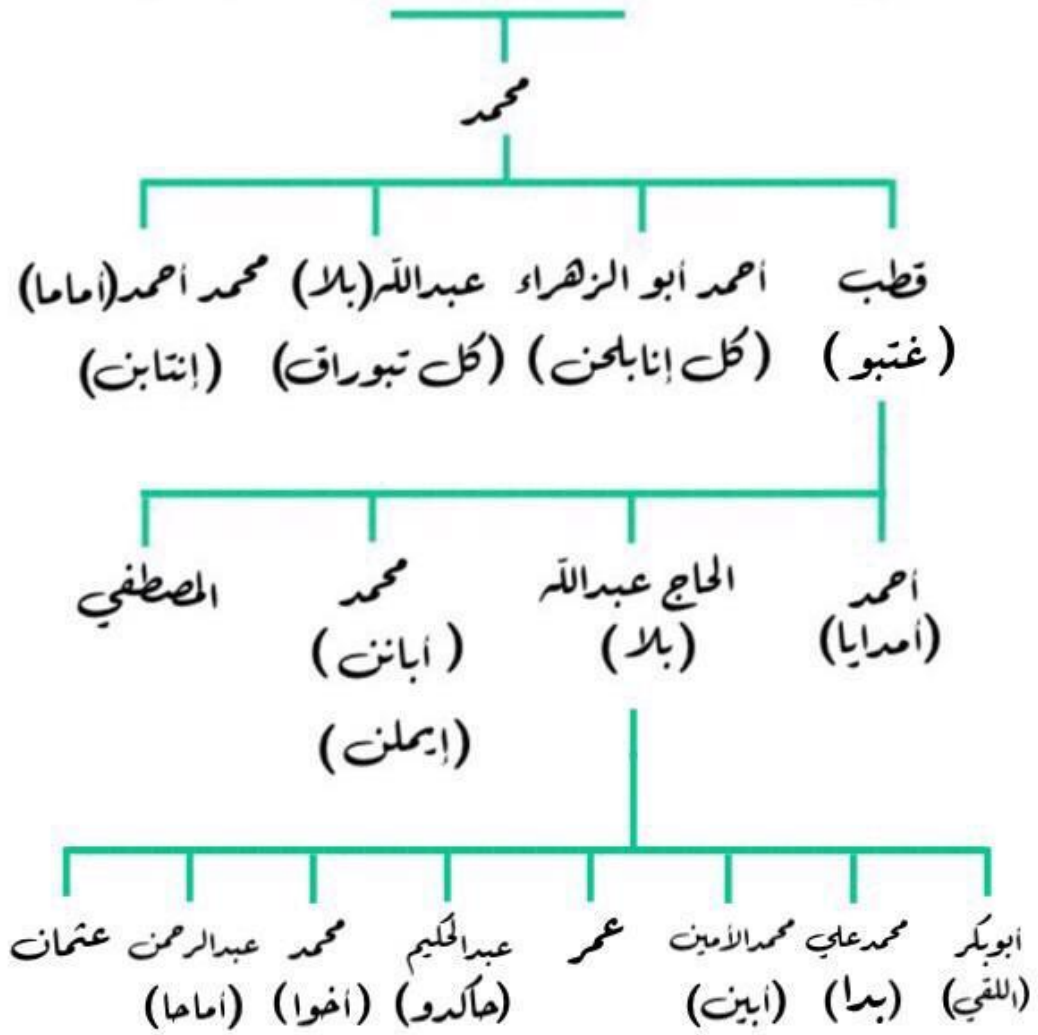 محمد
قطب أحمد أبو الزهراء عبدالله (بلا) محمد أحمد (أماما)
(غتبو) (كل إنابلحن) (كل تبوراق) (إنتابن)
أحمد الحاج عبدالله محمد المصطفي
(أمدايا) (بلا) (أبانن)
(إيملن)
أبوبكر محمدعلي محمدالأمين عمر عبدالحكيم محمد عبدالرحمن عثمان
(اللقي) (بدا) (أبين) (حاكدو) (أخوا) (أماحا)